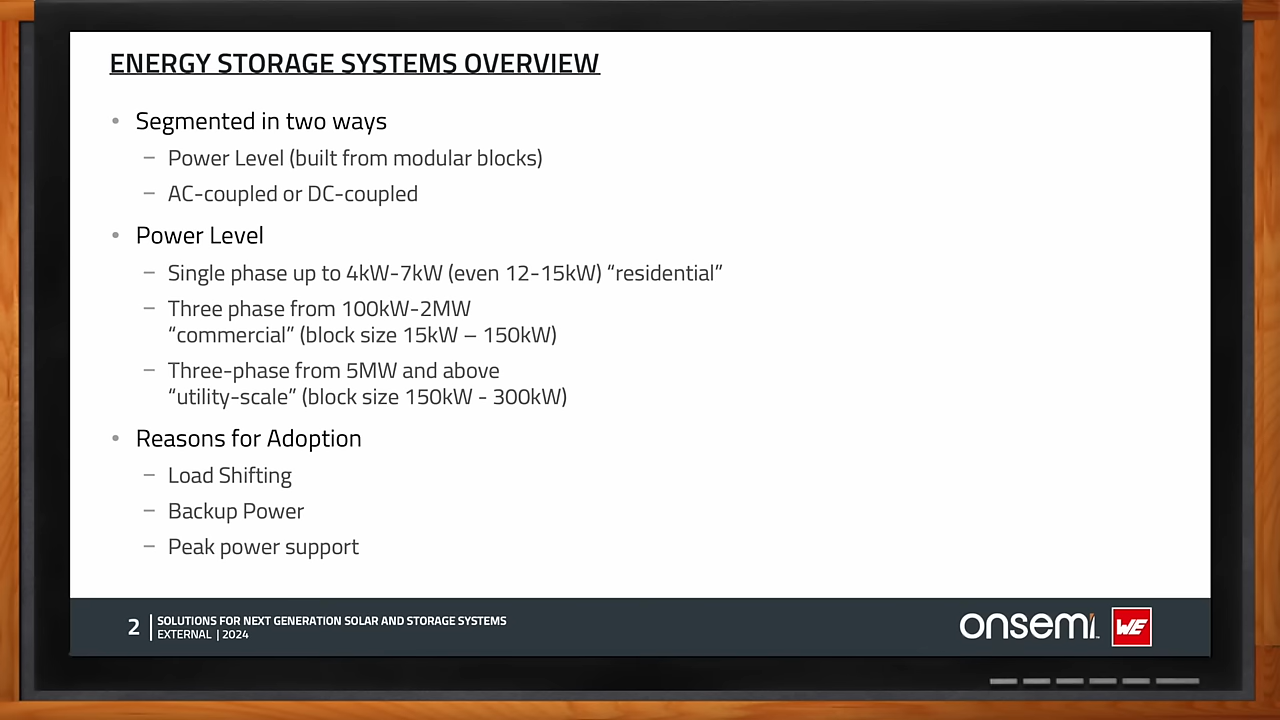 ENERGY STORAGE SYSTEMS OVERVIEW
• Segmented in two ways
– Power Level (built from modular blocks)
– AC-coupled or DC-coupled
• Power Level
– Single phase up to 4kW-7kW (even 12-15kW) “residential”
– Three phase from 100kW-2MW
“commercial” (block size 15kW – 150kW)
– Three-phase from 5MW and above
“utility-scale” (block size 150kW - 300kW)
• Reasons for Adoption
– Load Shifting
– Backup Power
– Peak power support
2
SOLUTIONS FOR NEXT GENERATION SOLAR AND STORAGE SYSTEMS
EXTERNAL | 2024
onsemi
WE